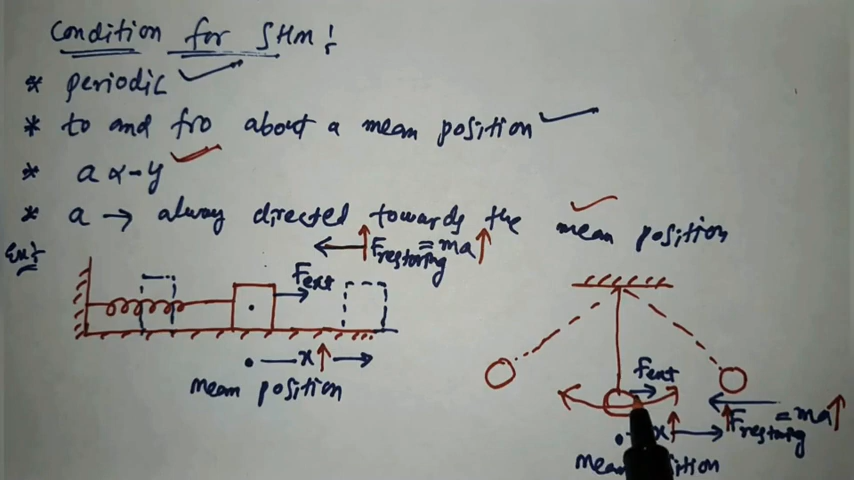 Condition for SHM:
* periodic
* to and fro about a mean position
* a α - y
* a → alway directed towards the mean position
Ex:
Frestoring = ma
Fext
x
mean position
Fext
Frestoring = ma
x